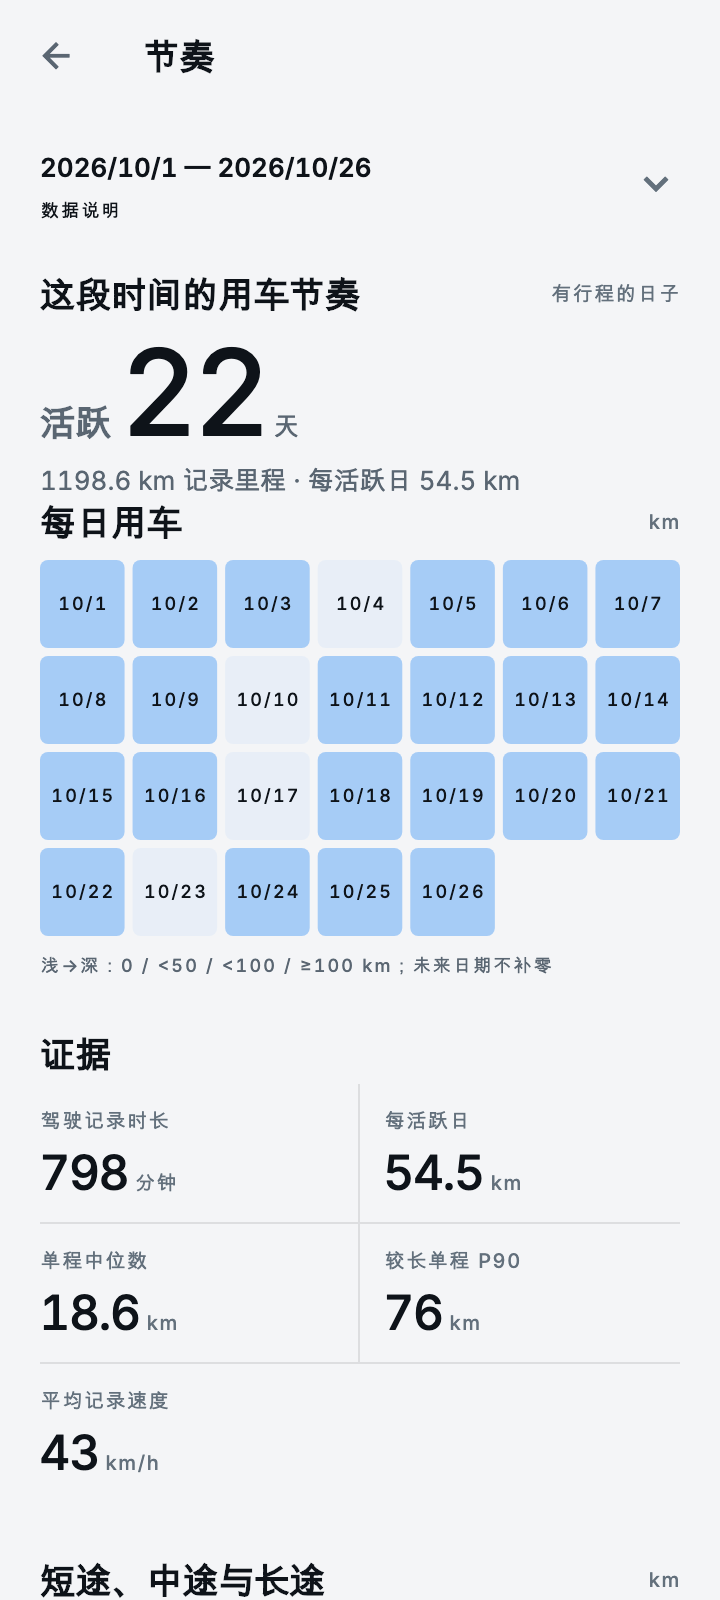 节奏
2026/10/1 — 2026/10/26
数据说明
这段时间的用车节奏
有行程的日子
活跃 22 天
1198.6 km 记录里程 · 每活跃日 54.5 km
每日用车
km
10/1 10/2 10/3 10/4 10/5 10/6 10/7
10/8 10/9 10/10 10/11 10/12 10/13 10/14
10/15 10/16 10/17 10/18 10/19 10/20 10/21
10/22 10/23 10/24 10/25 10/26
浅→深：0 / <50 / <100 / ≥100 km；未来日期不补零
证据
驾驶记录时长
798 分钟
每活跃日
54.5 km
单程中位数
18.6 km
较长单程 P90
76 km
平均记录速度
43 km/h
短途、中途与长途
km